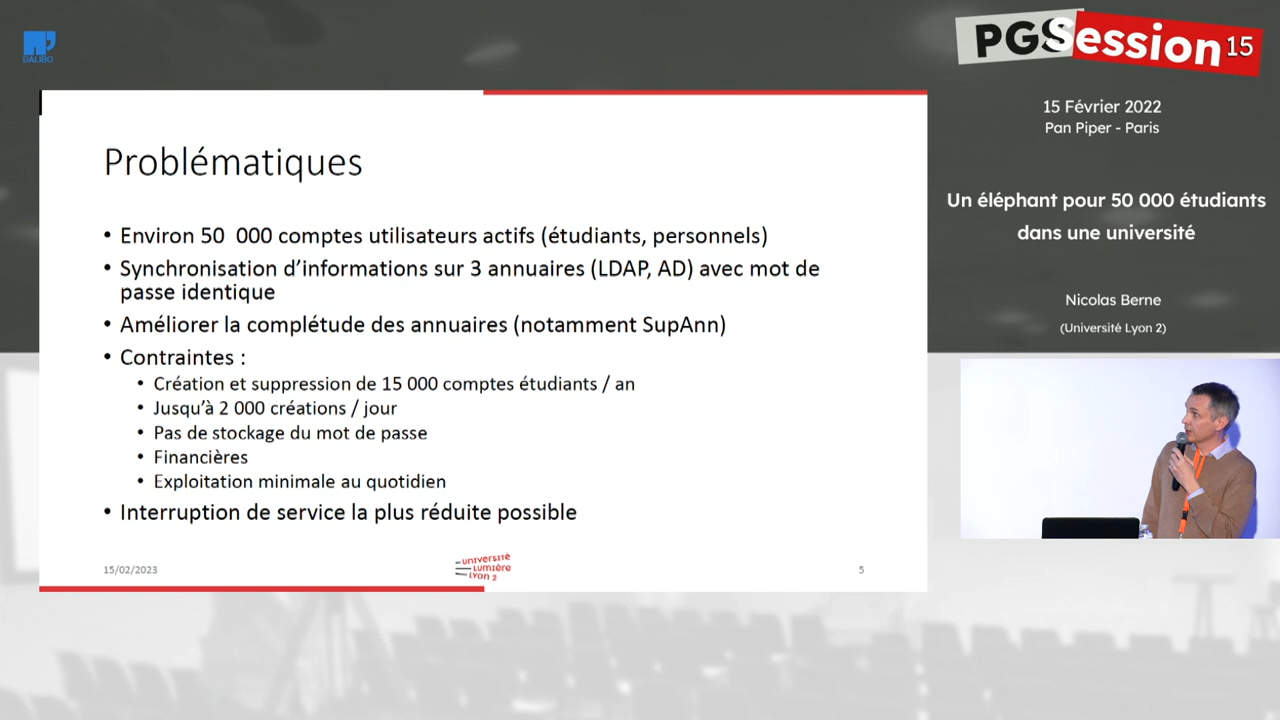 DALIBO
PGSession 15
15 Février 2022
Pan Piper - Paris
Un éléphant pour 50 000 étudiants
dans une université
Nicolas Berne
(Université Lyon 2)
Problématiques
• Environ 50 000 comptes utilisateurs actifs (étudiants, personnels)
• Synchronisation d’informations sur 3 annuaires (LDAP, AD) avec mot de
passe identique
• Améliorer la complétude des annuaires (notamment SupAnn)
• Contraintes :
• Création et suppression de 15 000 comptes étudiants / an
• Jusqu’à 2 000 créations / jour
• Pas de stockage du mot de passe
• Financières
• Exploitation minimale au quotidien
• Interruption de service la plus réduite possible
15/02/2023
UNIVERSITÉ
LUMIÈRE
LYON 2
5